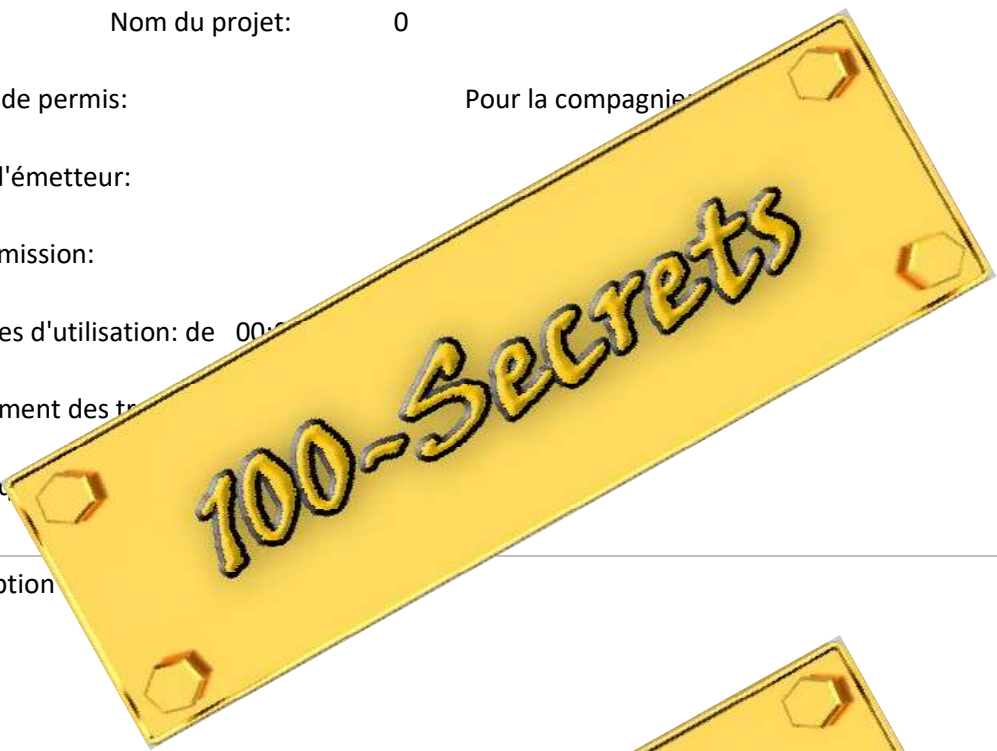 Nom du projet: 0
de permis: Pour la compagnie:
l'émetteur:
mission:
es d'utilisation: de 00:
ment des tr
100-Secrets
ption